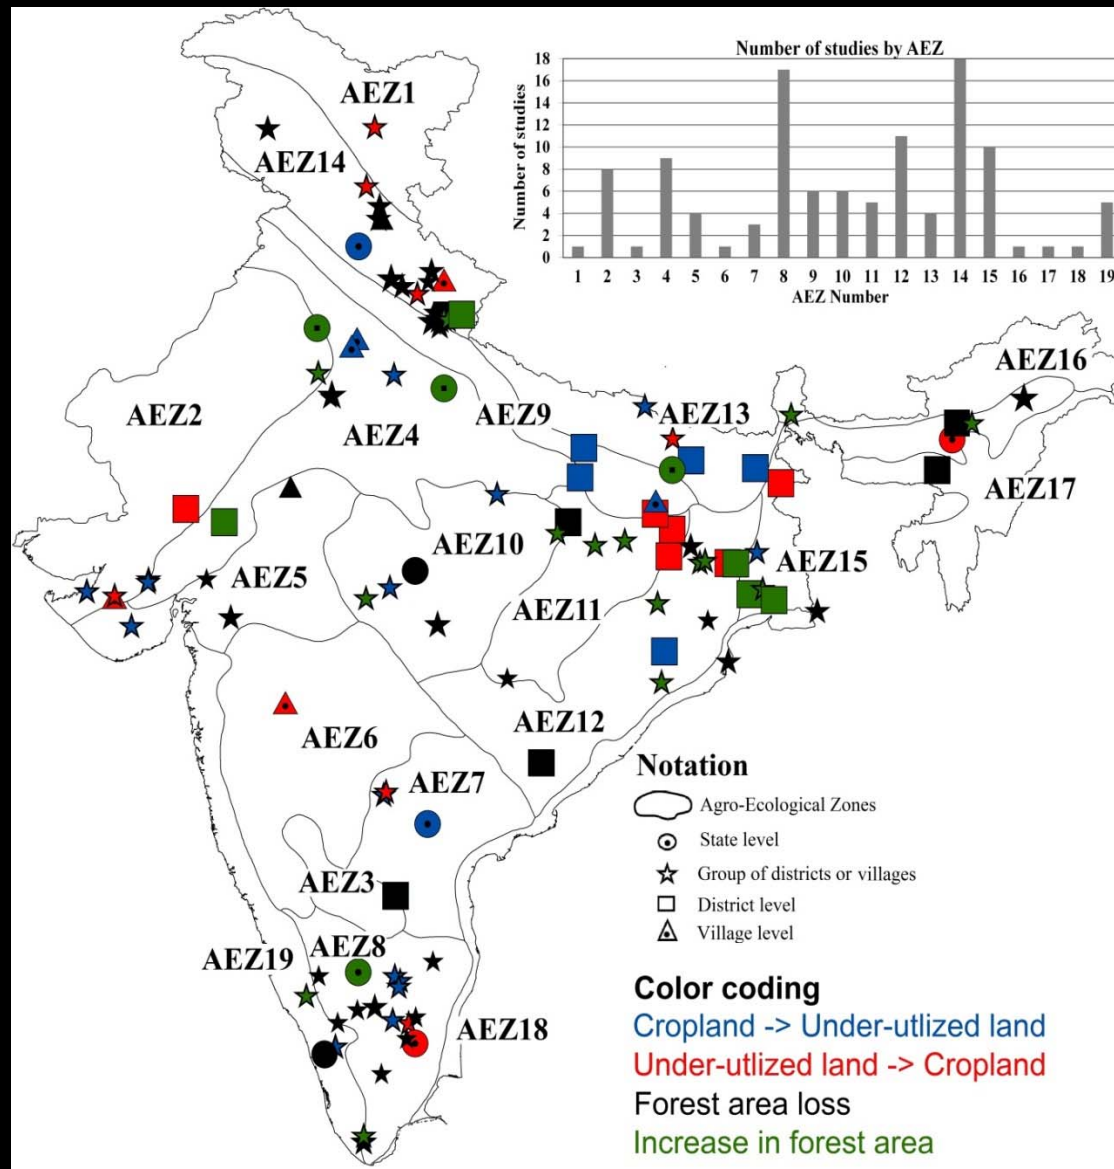 Number of studies by AEZ
Number of studies
18
16
14
12
10
8
6
4
2
0
1 2 3 4 5 6 7 8 9 10 11 12 13 14 15 16 17 18 19
AEZ Number
AEZ1
AEZ14
AEZ16
AEZ2
AEZ4
AEZ9
AEZ13
AEZ17
AEZ10
AEZ5
AEZ15
AEZ11
AEZ6
AEZ12
AEZ7
AEZ3
AEZ19
AEZ8
AEZ18
Notation
Agro-Ecological Zones
State level
Group of districts or villages
District level
Village level
Color coding
Cropland -> Under-utlized land
Under-utlized land -> Cropland
Forest area loss
Increase in forest area